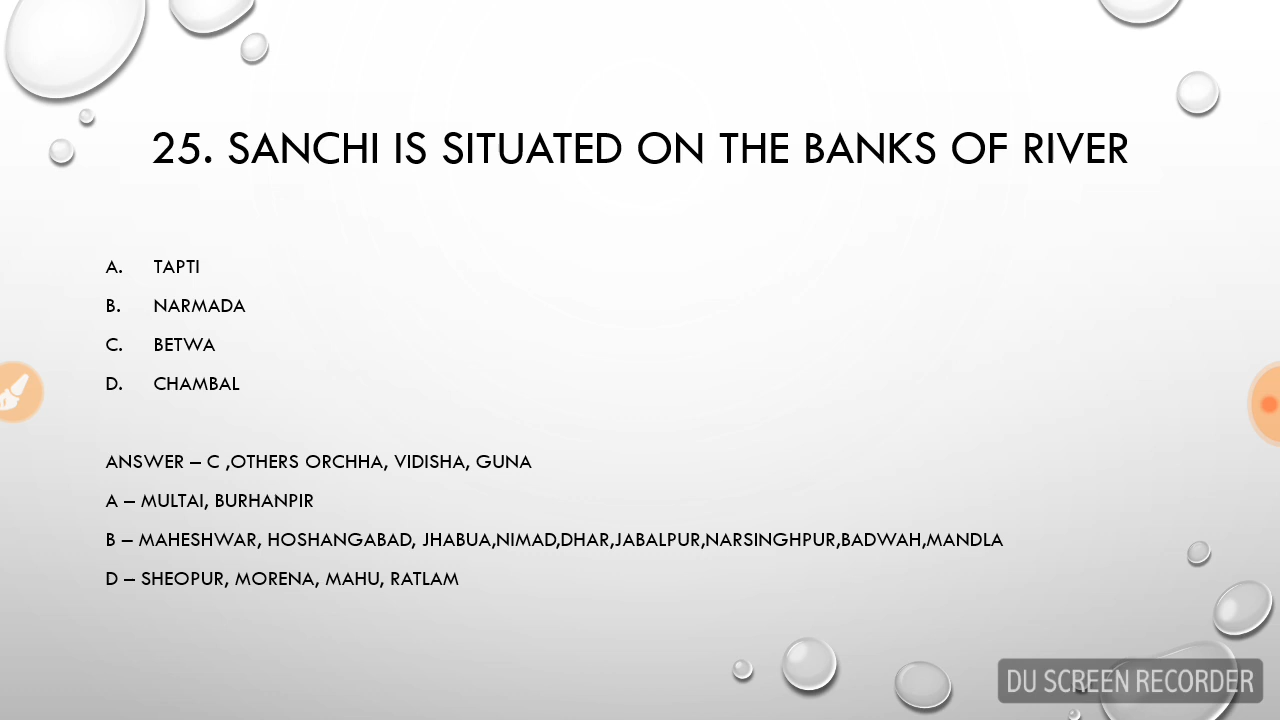 25. SANCHI IS SITUATED ON THE BANKS OF RIVER
A. TAPTI
B. NARMADA
C. BETWA
D. CHAMBAL
ANSWER – C ,OTHERS ORCHHA, VIDISHA, GUNA
A – MULTAI, BURHANPIR
B – MAHESHWAR, HOSHANGABAD, JHABUA,NIMAD,DHAR,JABALPUR,NARSINGHPUR,BADWAH,MANDLA
D – SHEOPUR, MORENA, MAHU, RATLAM
DU SCREEN RECORDER